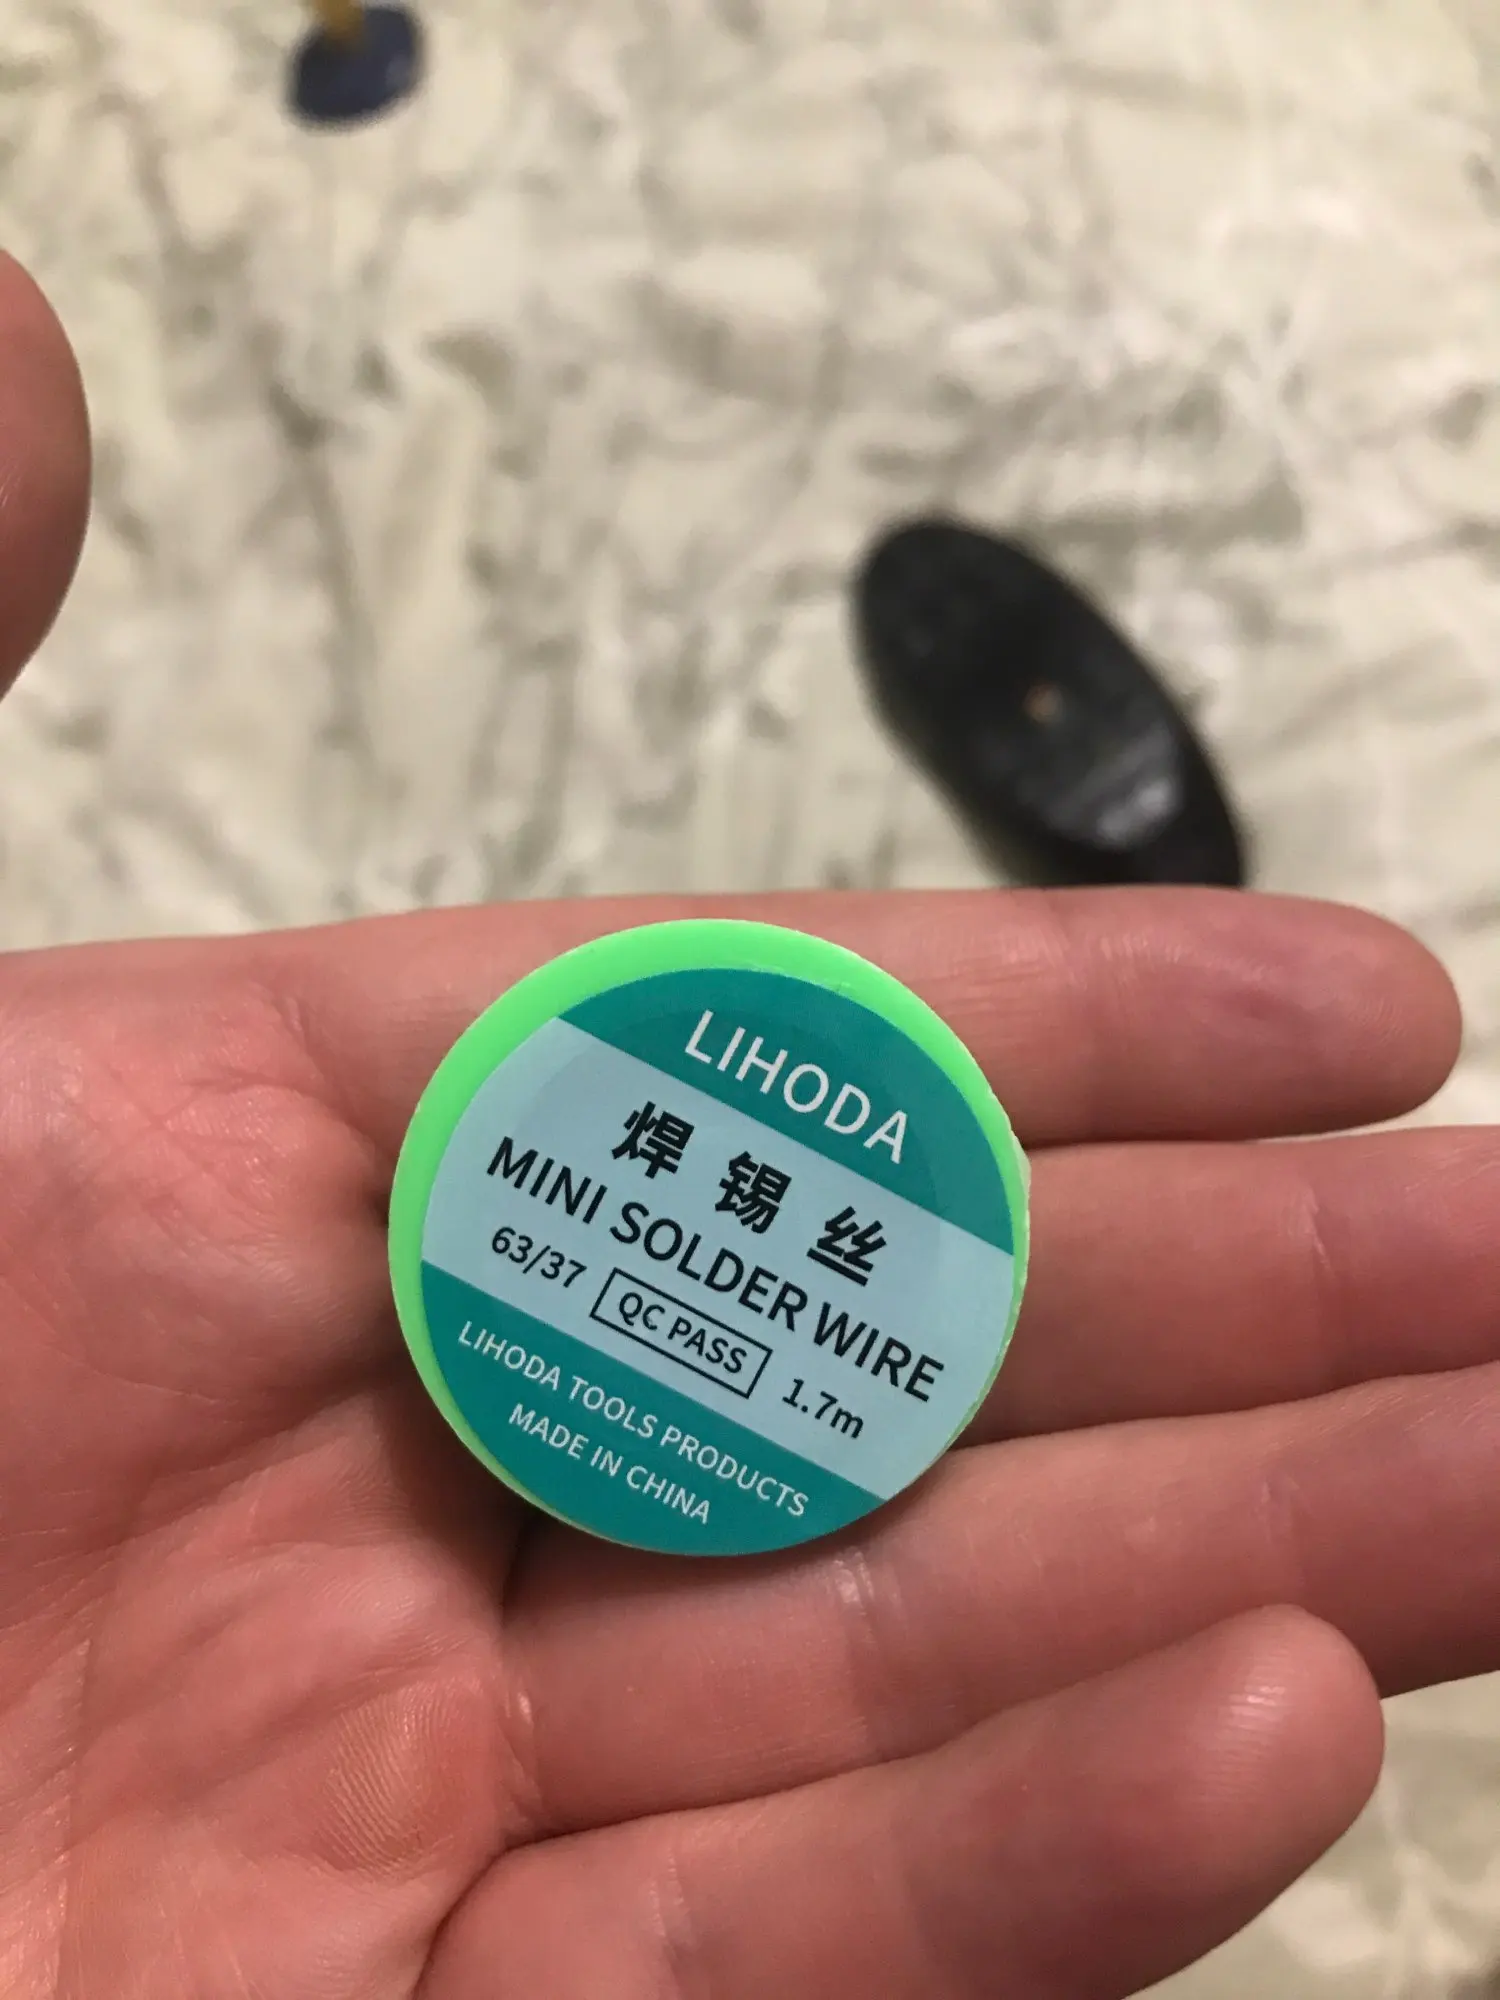 LIHODA
焊锡丝
MINI SOLDER WIRE
63/37 QC PASS 1.7m
LIHODA TOOLS PRODUCTS
MADE IN CHINA